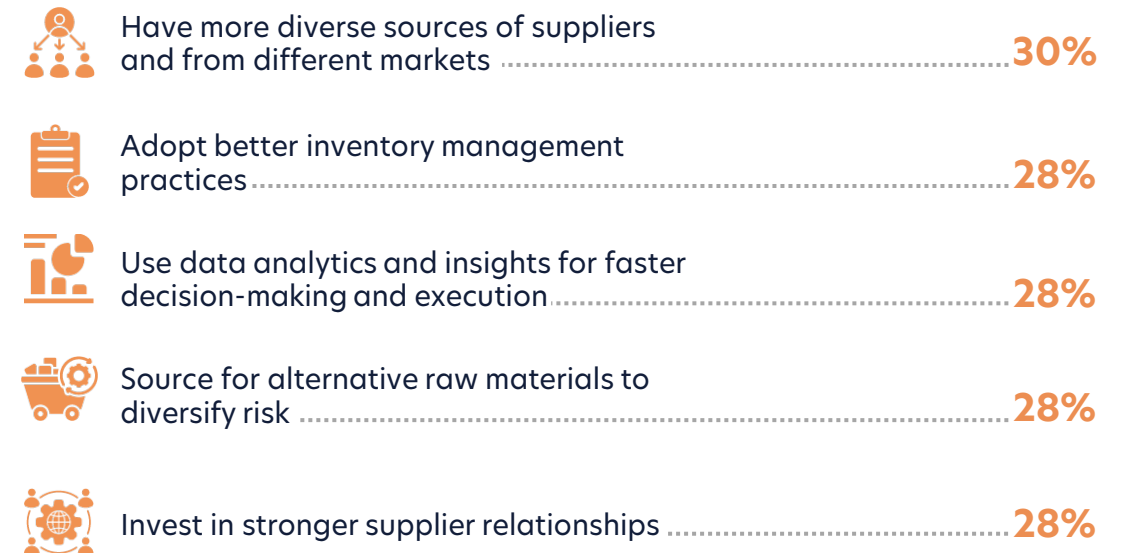 Have more diverse sources of suppliers
and from different markets 30%
Adopt better inventory management
practices 28%
Use data analytics and insights for faster
decision-making and execution 28%
Source for alternative raw materials to
diversify risk 28%
Invest in stronger supplier relationships 28%